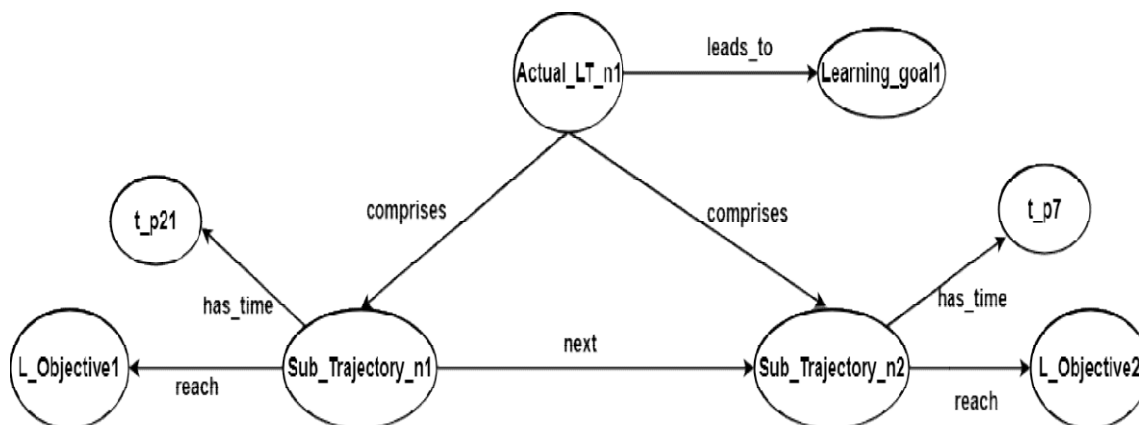 leads_to
Actual_LT_n1
Learning_goal1
t_p21
comprises
comprises
t_p7
has_time
has_time
L_Objective1
reach
Sub_Trajectory_n1
next
Sub_Trajectory_n2
reach
L_Objective2